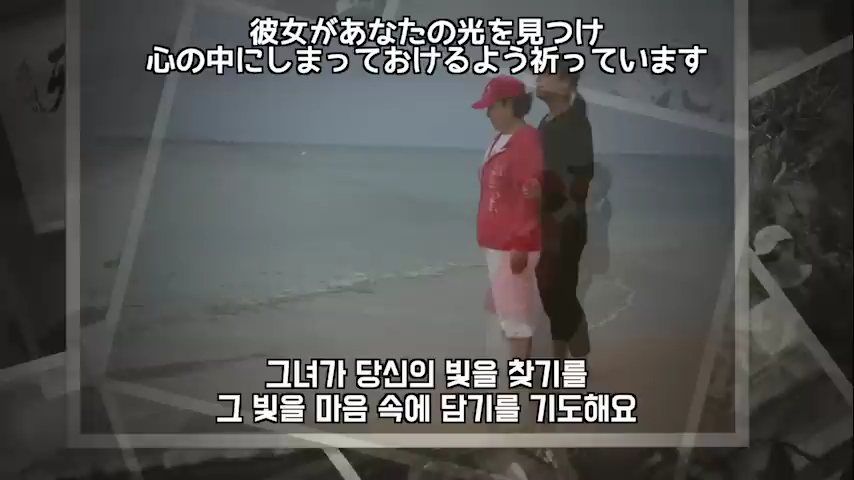 彼女があなたの光を見つけ
心の中にしまっておけるよう祈っています
그녀가 당신의 빛을 찾기를
그 빛을 마음 속에 담기를 기도해요